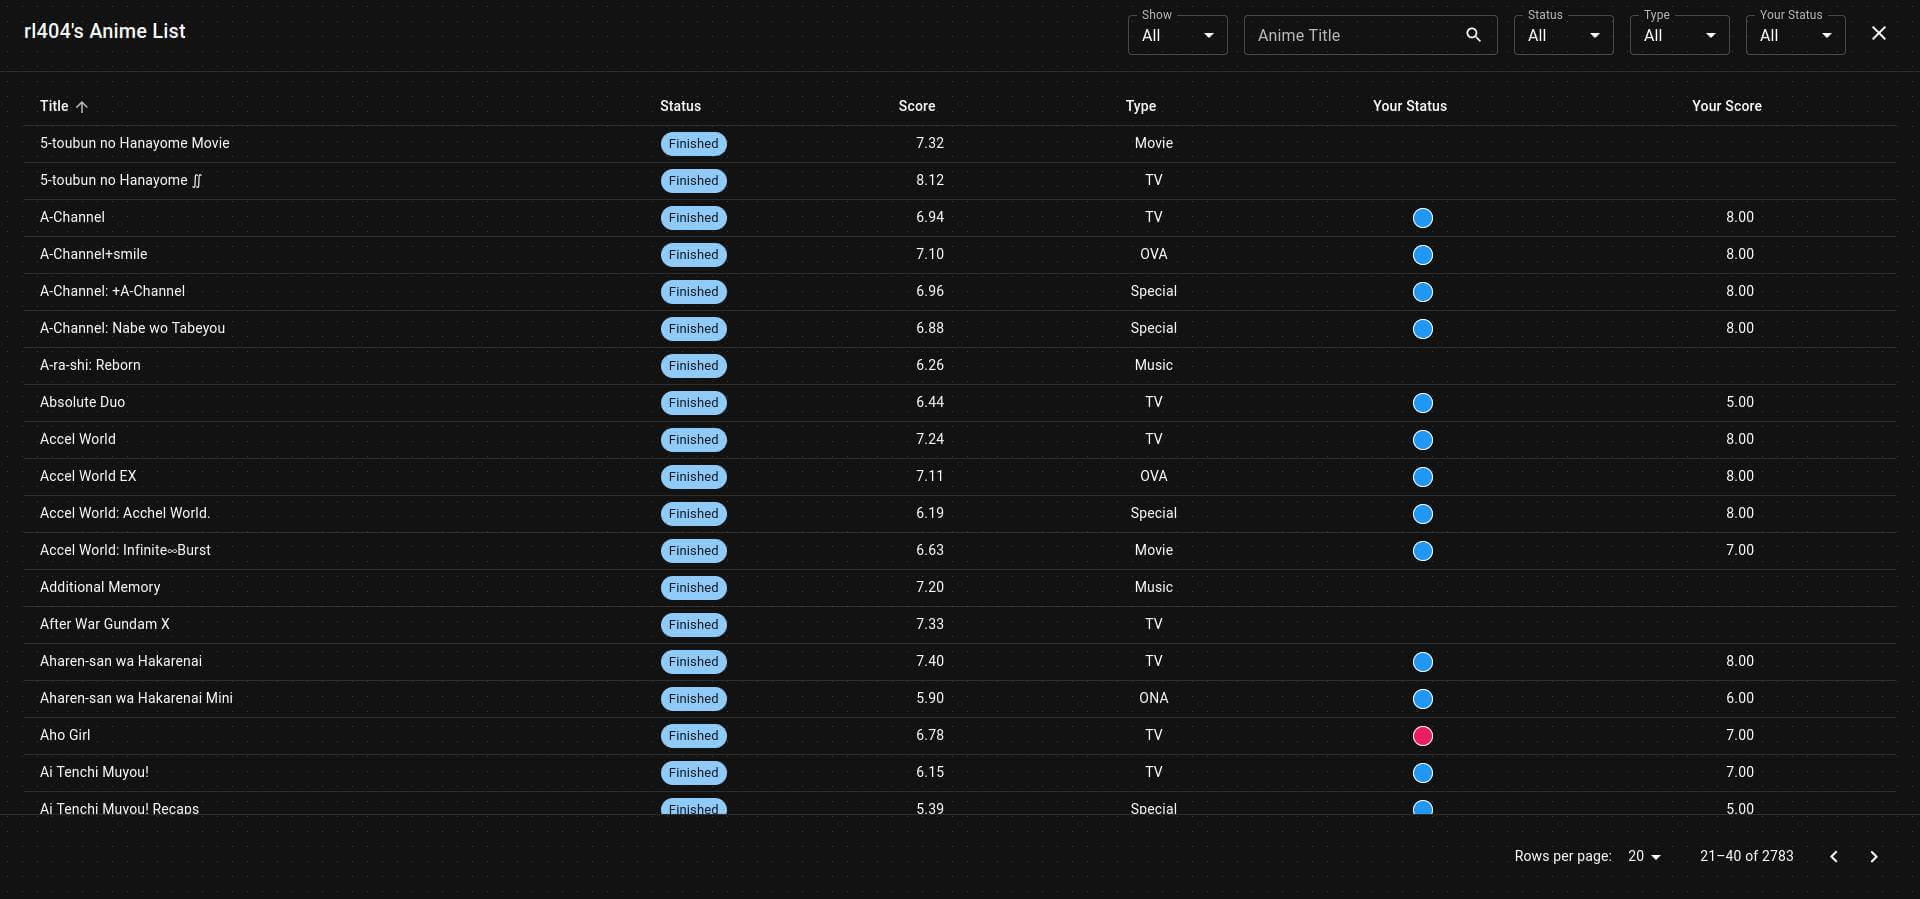 rl404's Anime List
Show All
Anime Title
Status All
Type All
Your Status All
Title Status Score Type Your Status Your Score
5-toubun no Hanayome Movie Finished 7.32 Movie
5-toubun no Hanayome ∬ Finished 8.12 TV
A-Channel Finished 6.94 TV 8.00
A-Channel+smile Finished 7.10 OVA 8.00
A-Channel: +A-Channel Finished 6.96 Special 8.00
A-Channel: Nabe wo Tabeyou Finished 6.88 Special 8.00
A-ra-shi: Reborn Finished 6.26 Music
Absolute Duo Finished 6.44 TV 5.00
Accel World Finished 7.24 TV 8.00
Accel World EX Finished 7.11 OVA 8.00
Accel World: Acchel World. Finished 6.19 Special 8.00
Accel World: Infinite∞Burst Finished 6.63 Movie 7.00
Additional Memory Finished 7.20 Music
After War Gundam X Finished 7.33 TV
Aharen-san wa Hakarenai Finished 7.40 TV 8.00
Aharen-san wa Hakarenai Mini Finished 5.90 ONA 6.00
Aho Girl Finished 6.78 TV 7.00
Ai Tenchi Muyou! Finished 6.15 TV 7.00
Ai Tenchi Muyou! Recaps Finished 5.39 Special 5.00
Rows per page: 20 21–40 of 2783